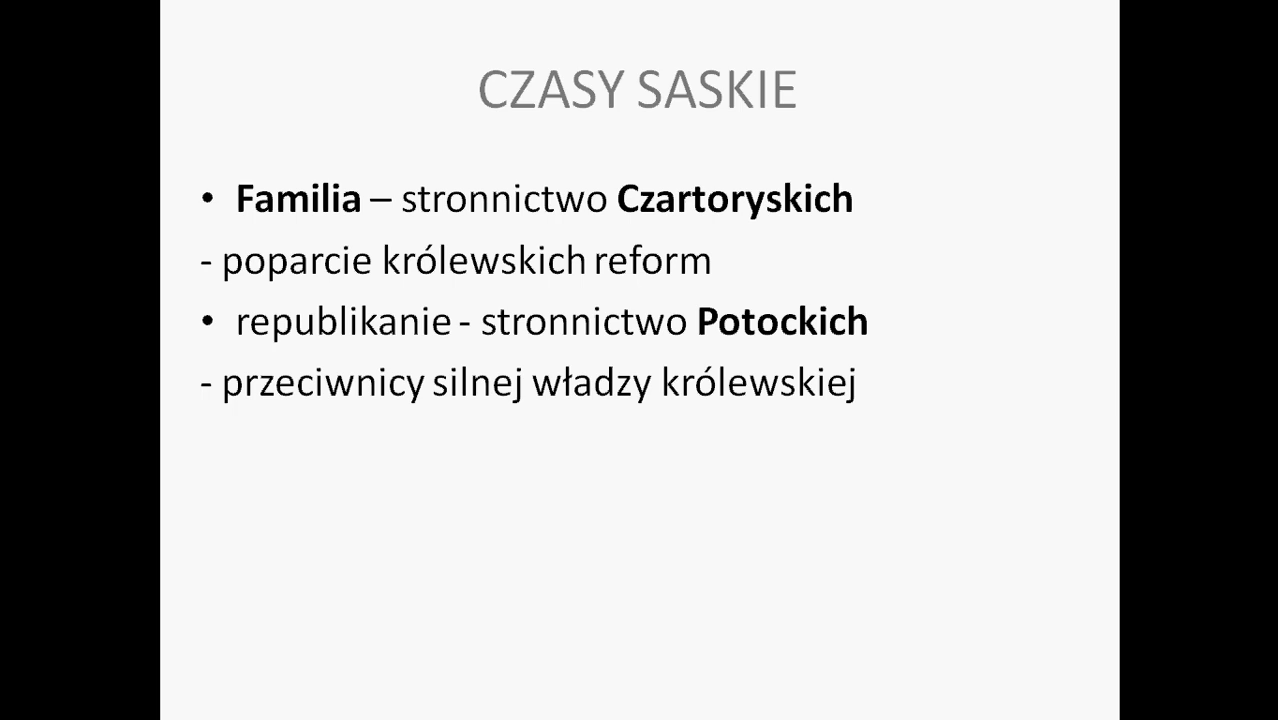 CZASY SASKIE
• Familia – stronnictwo Czartoryskich
- poparcie królewskich reform
• republikanie - stronnictwo Potockich
- przeciwnicy silnej władzy królewskiej